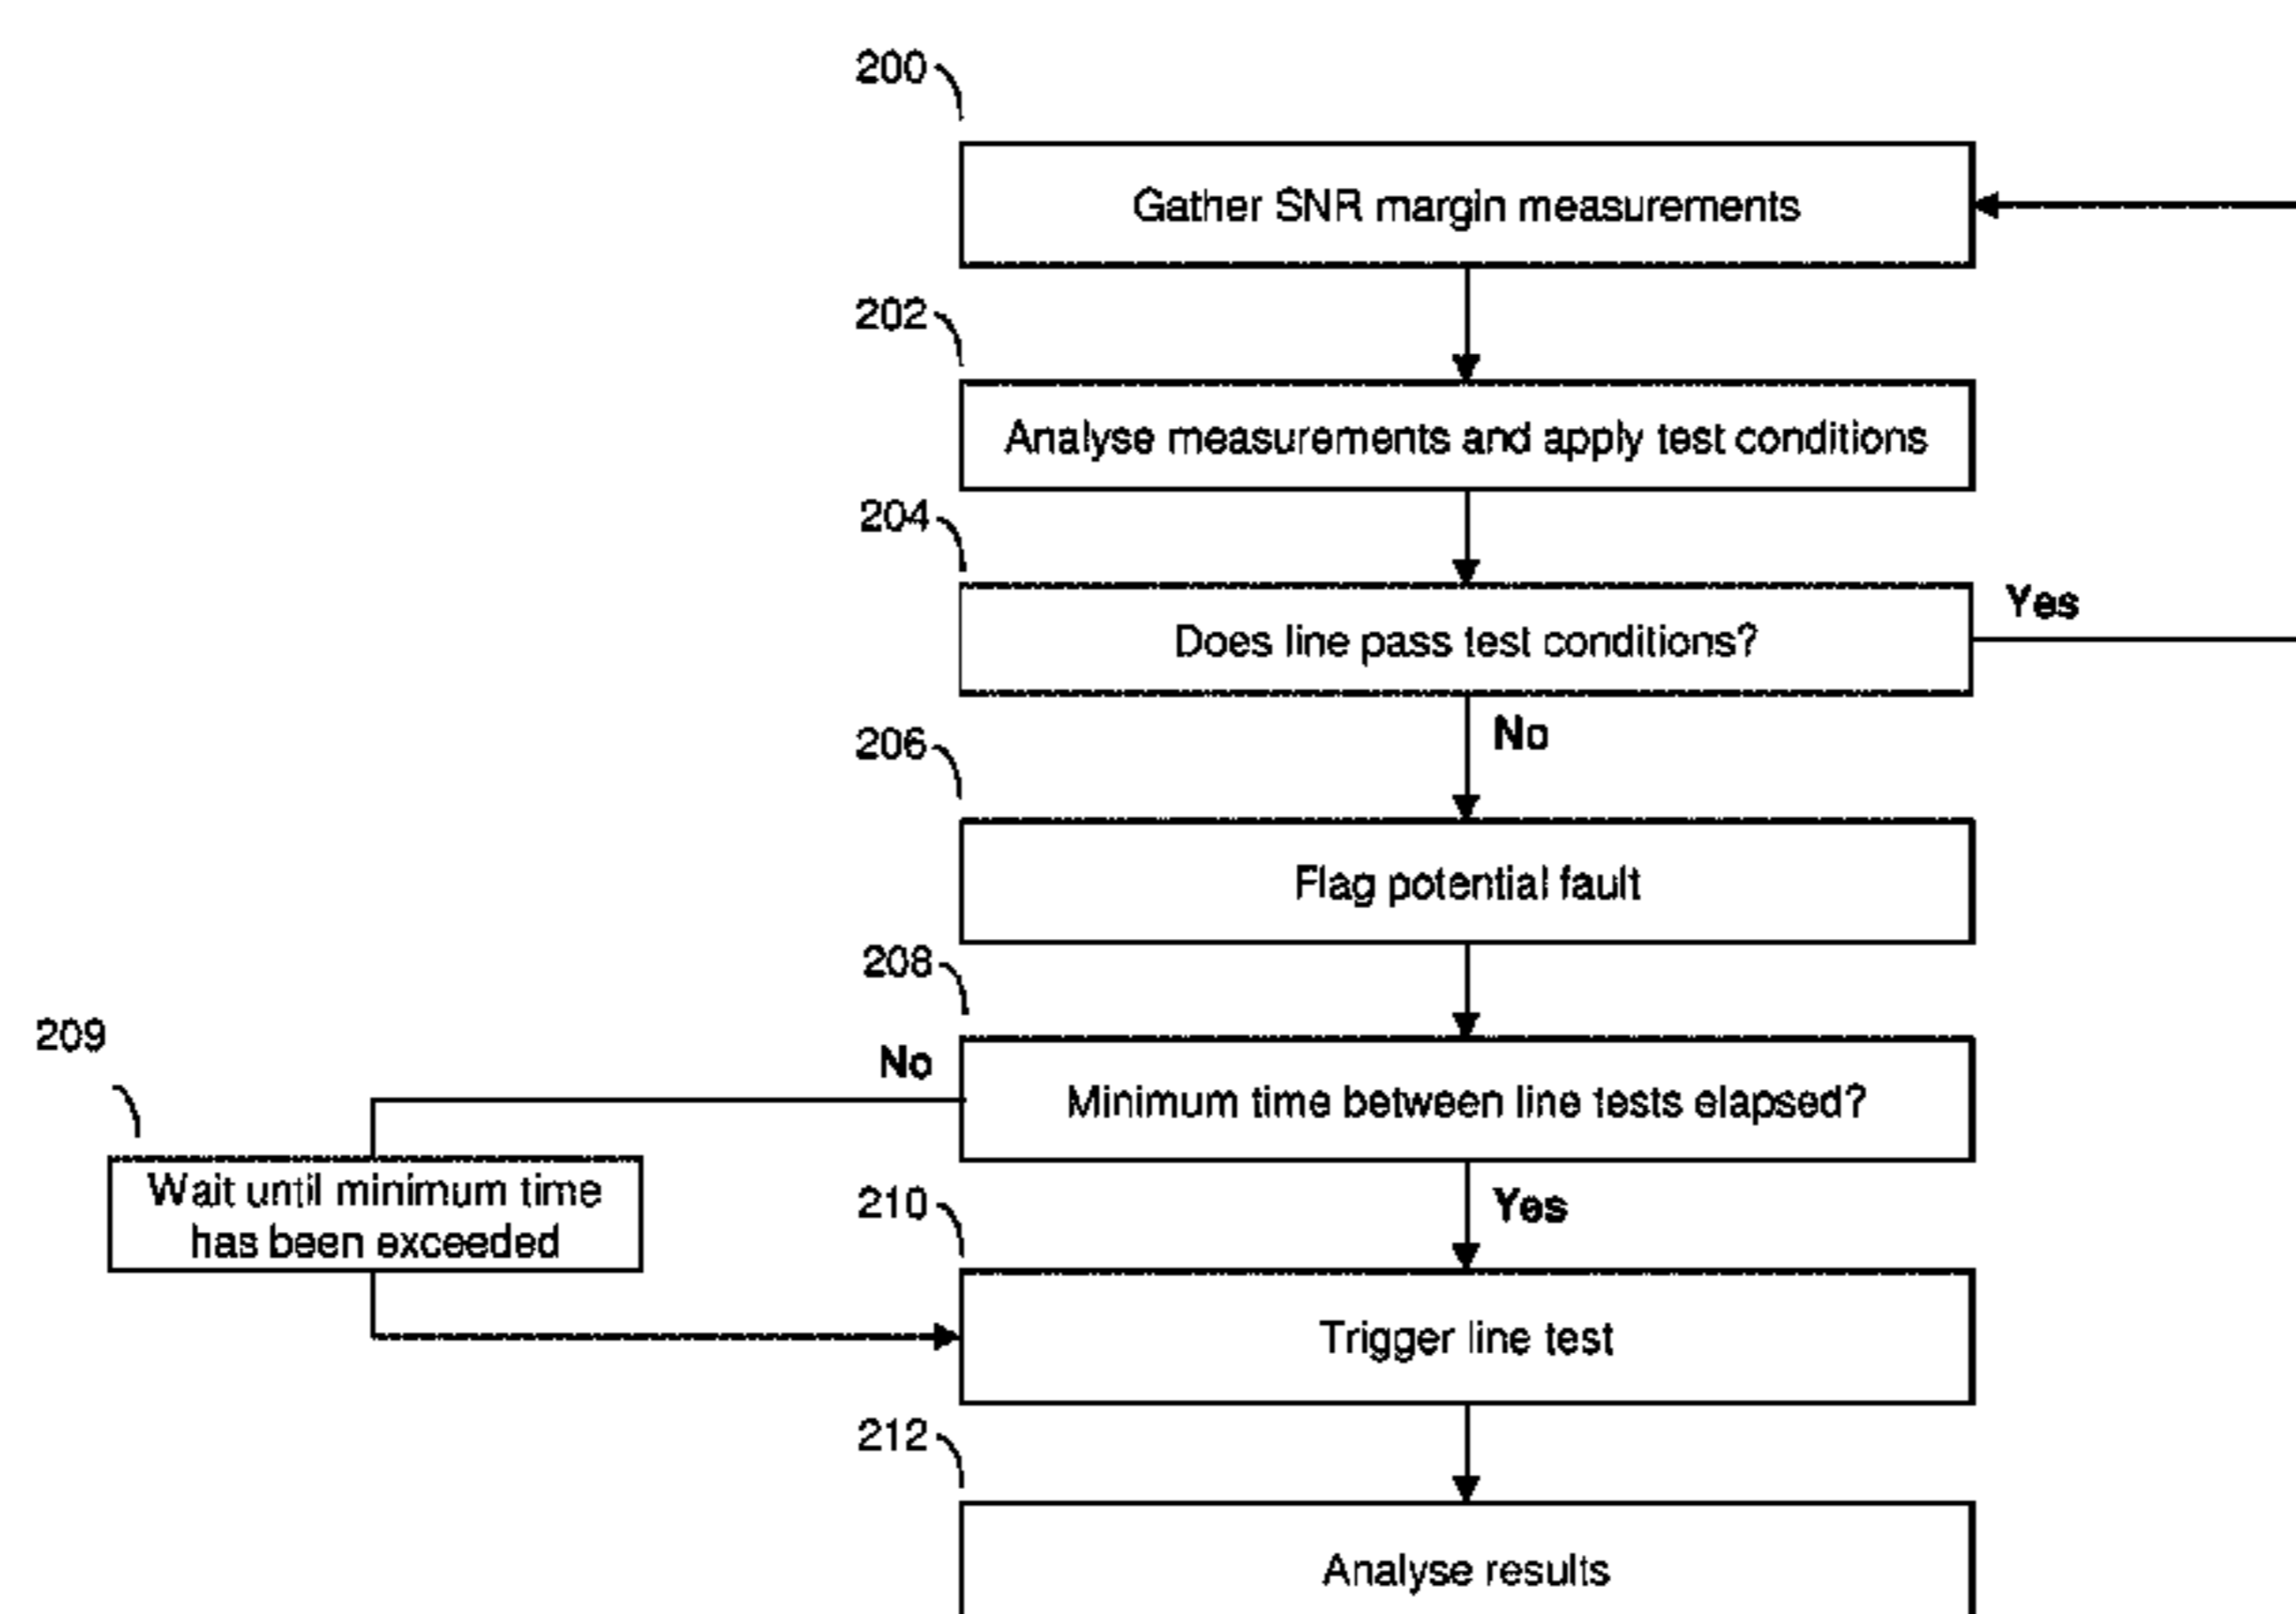 200
Gather SNR margin measurements
202
Analyse measurements and apply test conditions
204
Does line pass test conditions?
Yes
No
206
Flag potential fault
208
209
No
Minimum time between line tests elapsed?
Wait until minimum time
has been exceeded
210
Yes
Trigger line test
212
Analyse results